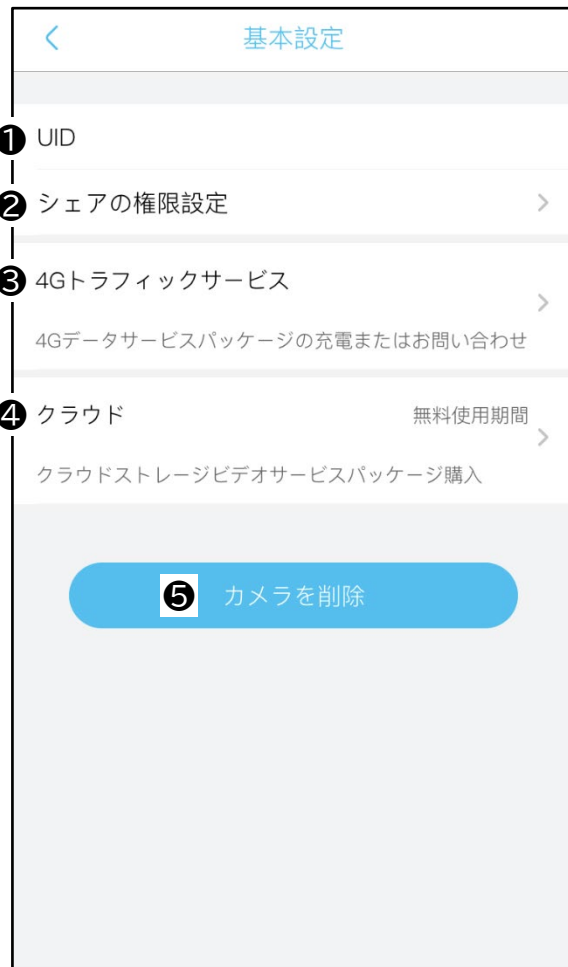 基本設定
❶ UID
❷ シェアの権限設定
❸ 4Gトラフィックサービス
4Gデータサービスパッケージの充電またはお問い合わせ
❹ クラウド 無料使用期間
クラウドストレージビデオサービスパッケージ購入
❺ カメラを削除